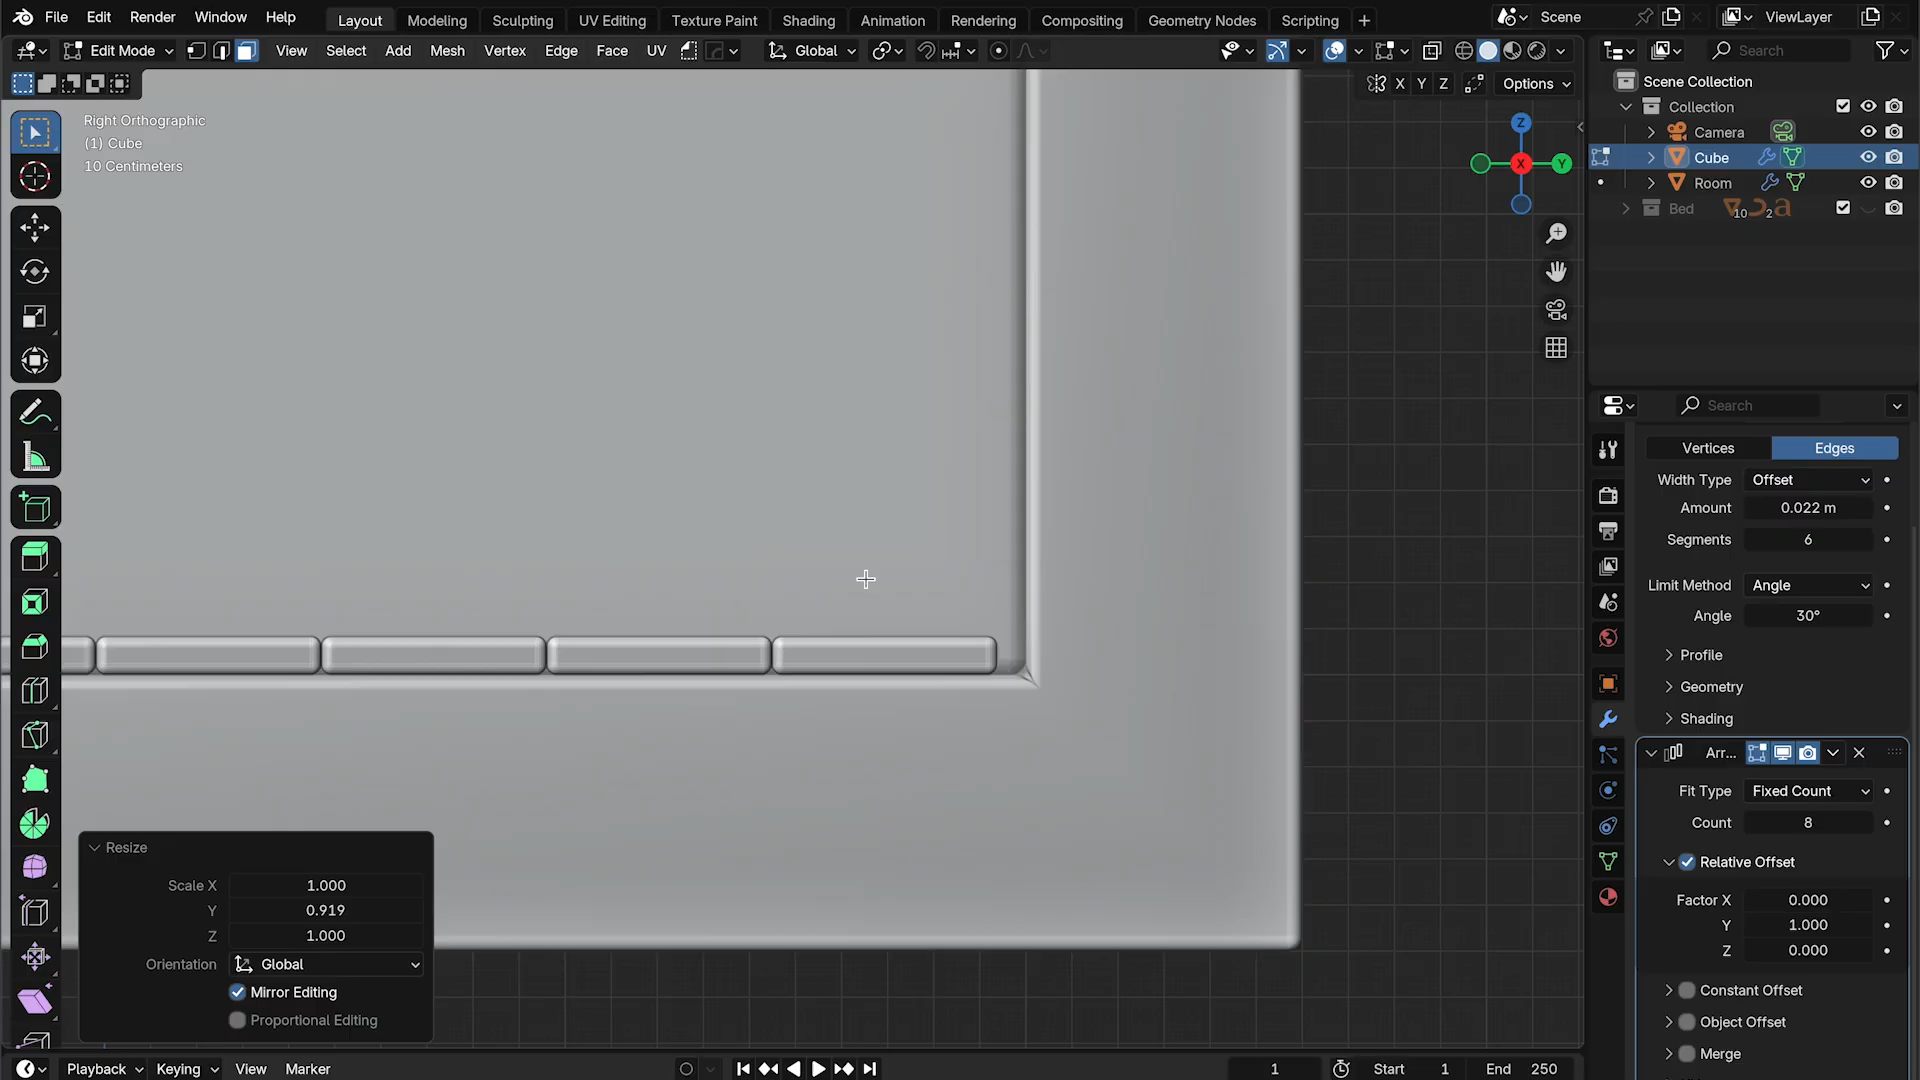 File Edit Render Window Help Layout Modeling Sculpting UV Editing Texture Paint Shading Animation Rendering Compositing Geometry Nodes Scripting + Scene ViewLayer
Edit Mode View Select Add Mesh Vertex Edge Face UV Global Search
X Y Z Options
Right Orthographic
(1) Cube
10 Centimeters
Z
X
Y
Scene Collection
Collection
Camera
Cube
Room
Bed 10 2
Search
Vertices Edges
Width Type Offset
Amount 0.022 m
Segments 6
Limit Method Angle
Angle 30°
Profile
Geometry
Shading
Arr...
Fit Type Fixed Count
Count 8
Relative Offset
Factor X 0.000
Y 1.000
Z 0.000
Constant Offset
Object Offset
Merge
Resize
Scale X 1.000
Y 0.919
Z 1.000
Orientation Global
Mirror Editing
Proportional Editing
Playback Keying View Marker 1 Start 1 End 250